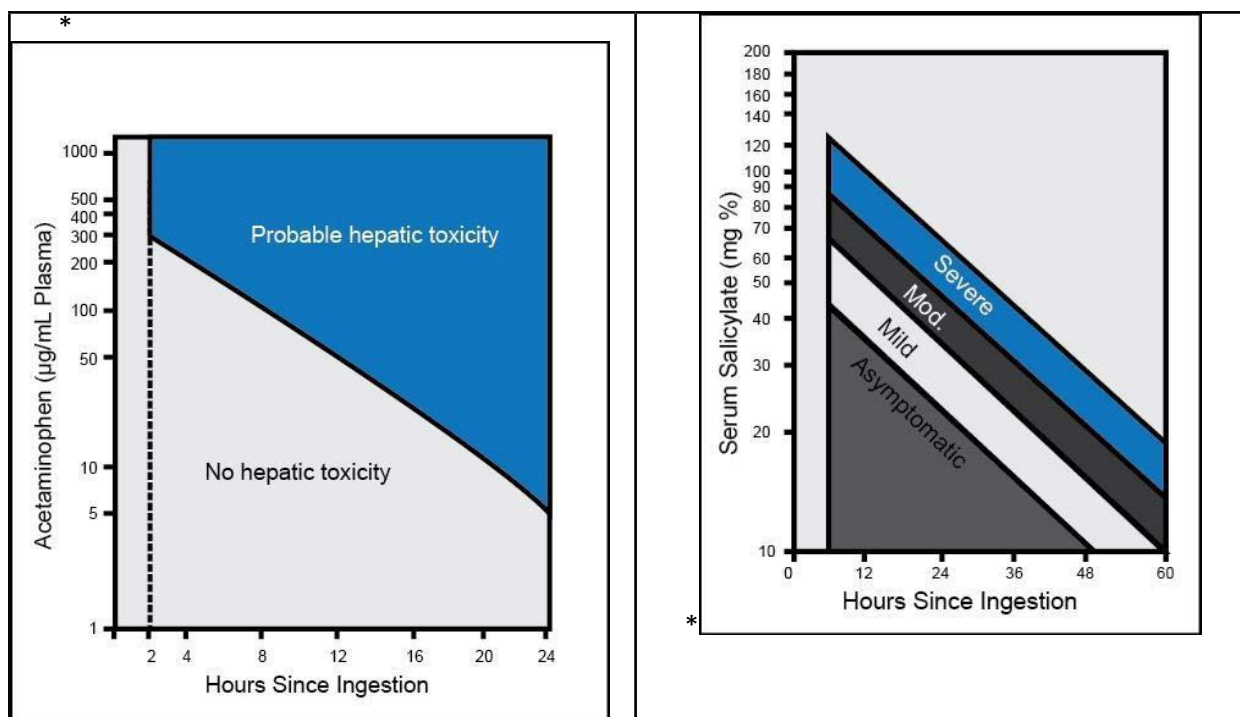 *
1000
500
400
300
200
100
50
10
5
1
Acetaminophen (µg/mL Plasma)
Probable hepatic toxicity
No hepatic toxicity
2 4 8 12 16 20 24
Hours Since Ingestion
200
180
160
140
120
100
90
80
70
60
50
40
30
20
10
Serum Salicylate (mg %)
Severe
Mod.
Mild
Asymptomatic
0 12 24 36 48 60
Hours Since Ingestion
*